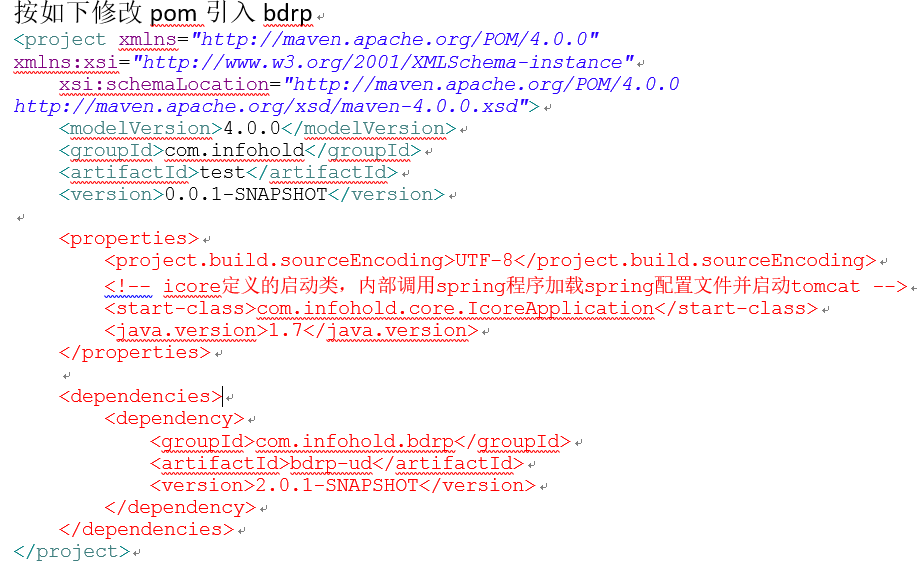 按如下修改 pom 引入 bdrp
<project xmlns="http://maven.apache.org/POM/4.0.0"
xmlns:xsi="http://www.w3.org/2001/XMLSchema-instance"
    xsi:schemaLocation="http://maven.apache.org/POM/4.0.0
http://maven.apache.org/xsd/maven-4.0.0.xsd">
    <modelVersion>4.0.0</modelVersion>
    <groupId>com.infohold</groupId>
    <artifactId>test</artifactId>
    <version>0.0.1-SNAPSHOT</version>
    <properties>
        <project.build.sourceEncoding>UTF-8</project.build.sourceEncoding>
        <!-- icore定义的启动类，内部调用spring程序加载spring配置文件并启动tomcat -->
        <start-class>com.infohold.core.IcoreApplication</start-class>
        <java.version>1.7</java.version>
    </properties>
    <dependencies>
        <dependency>
            <groupId>com.infohold.bdrp</groupId>
            <artifactId>bdrp-ud</artifactId>
            <version>2.0.1-SNAPSHOT</version>
        </dependency>
    </dependencies>
</project>